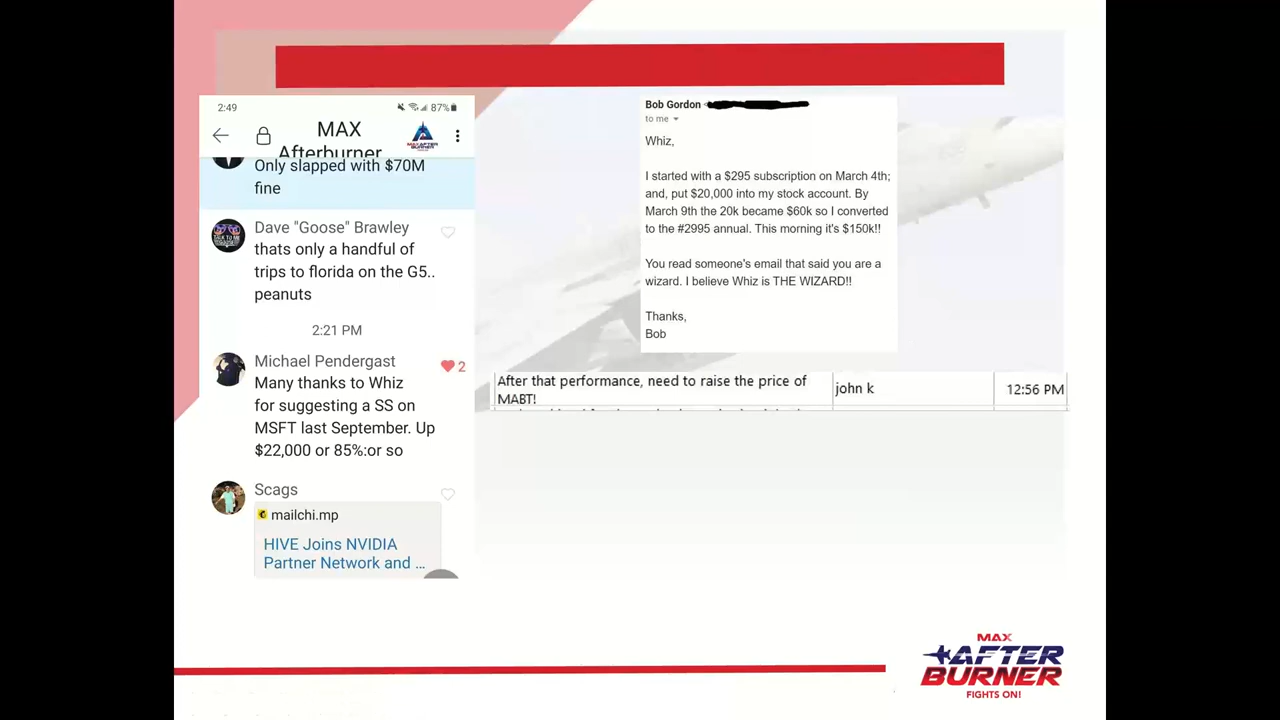 2:49
87%
MAX
Afterburner
Only slapped with $70M
fine
Dave "Goose" Brawley
thats only a handful of
trips to florida on the G5..
peanuts
2:21 PM
Michael Pendergast
2
Many thanks to Whiz
for suggesting a SS on
MSFT last September. Up
$22,000 or 85%:or so
Scags
mailchi.mp
HIVE Joins NVIDIA
Partner Network and ...
Bob Gordon
to me
Whiz,
I started with a $295 subscription on March 4th;
and, put $20,000 into my stock account. By
March 9th the 20k became $60k so I converted
to the #2995 annual. This morning it's $150k!!
You read someone's email that said you are a
wizard. I believe Whiz is THE WIZARD!!
Thanks,
Bob
After that performance, need to raise the price of
MABT!
john k
12:56 PM
MAX
AFTER
BURNER
FIGHTS ON!